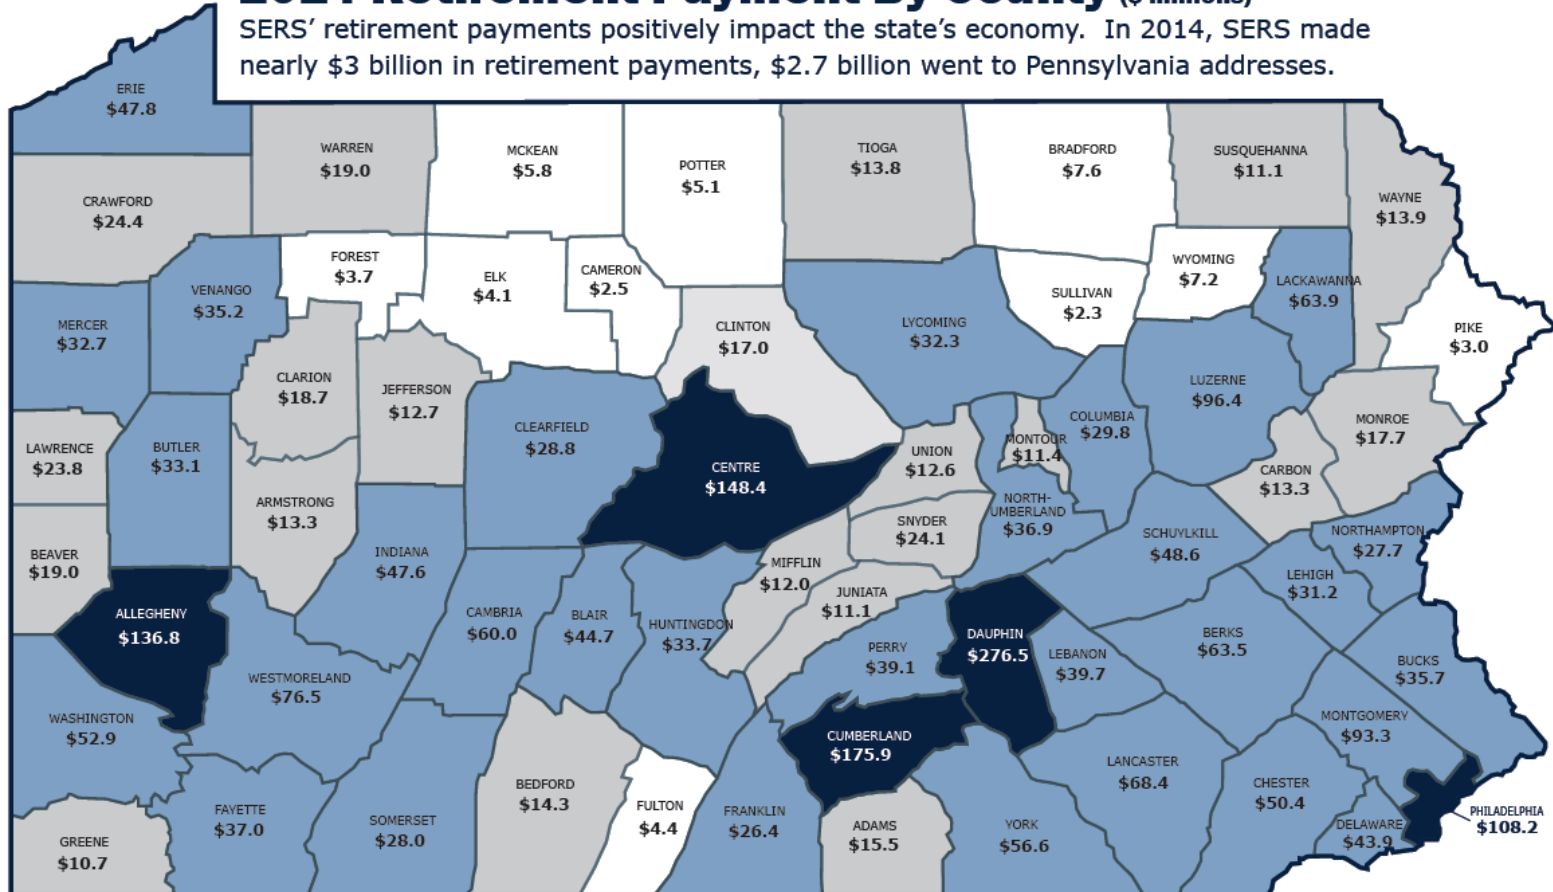 2014 Retirement Payment By County ($ millions)
SERS’ retirement payments positively impact the state’s economy.  In 2014, SERS made
nearly $3 billion in retirement payments, $2.7 billion went to Pennsylvania addresses.
ERIE
$47.8
WARREN
$19.0
MCKEAN
$5.8
POTTER
$5.1
TIOGA
$13.8
BRADFORD
$7.6
SUSQUEHANNA
$11.1
WAYNE
$13.9
CRAWFORD
$24.4
FOREST
$3.7
ELK
$4.1
CAMERON
$2.5
WYOMING
$7.2
LACKAWANNA
$63.9
VENANGO
$35.2
SULLIVAN
$2.3
MERCER
$32.7
CLINTON
$17.0
LYCOMING
$32.3
PIKE
$3.0
CLARION
$18.7
JEFFERSON
$12.7
LUZERNE
$96.4
CLEARFIELD
$28.8
COLUMBIA
$29.8
MONROE
$17.7
LAWRENCE
$23.8
BUTLER
$33.1
CENTRE
$148.4
UNION
$12.6
MONTOUR
$11.4
CARBON
$13.3
ARMSTRONG
$13.3
NORTH-
UMBERLAND
$36.9
SNYDER
$24.1
SCHUYLKILL
$48.6
NORTHAMPTON
$27.7
BEAVER
$19.0
INDIANA
$47.6
MIFFLIN
$12.0
JUNIATA
$11.1
LEHIGH
$31.2
ALLEGHENY
$136.8
CAMBRIA
$60.0
BLAIR
$44.7
HUNTINGDON
$33.7
PERRY
$39.1
DAUPHIN
$276.5
LEBANON
$39.7
BERKS
$63.5
BUCKS
$35.7
WESTMORELAND
$76.5
WASHINGTON
$52.9
CUMBERLAND
$175.9
MONTGOMERY
$93.3
LANCASTER
$68.4
BEDFORD
$14.3
CHESTER
$50.4
FAYETTE
$37.0
SOMERSET
$28.0
FULTON
$4.4
FRANKLIN
$26.4
ADAMS
$15.5
YORK
$56.6
DELAWARE
$43.9
PHILADELPHIA
$108.2
GREENE
$10.7